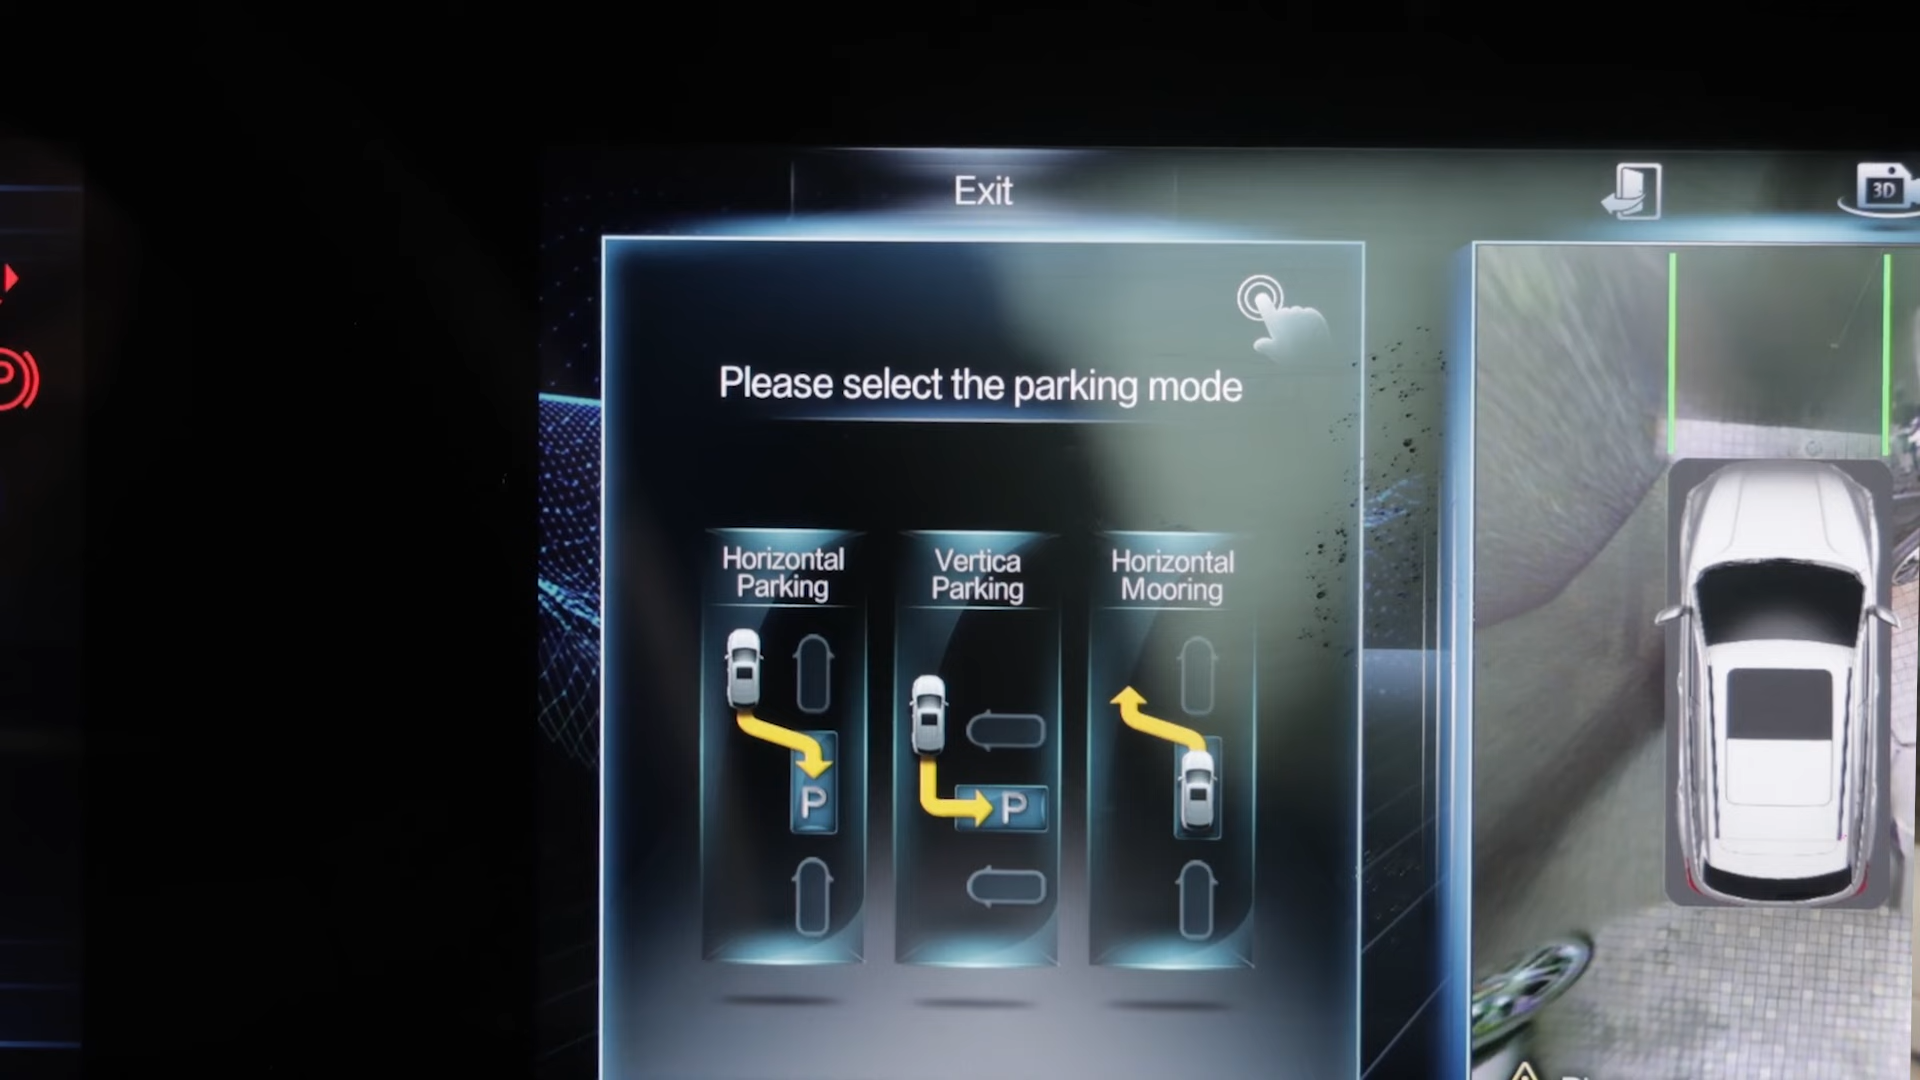 Exit
3D
Please select the parking mode
Horizontal
Parking
Vertica
Parking
Horizontal
Mooring
P
P